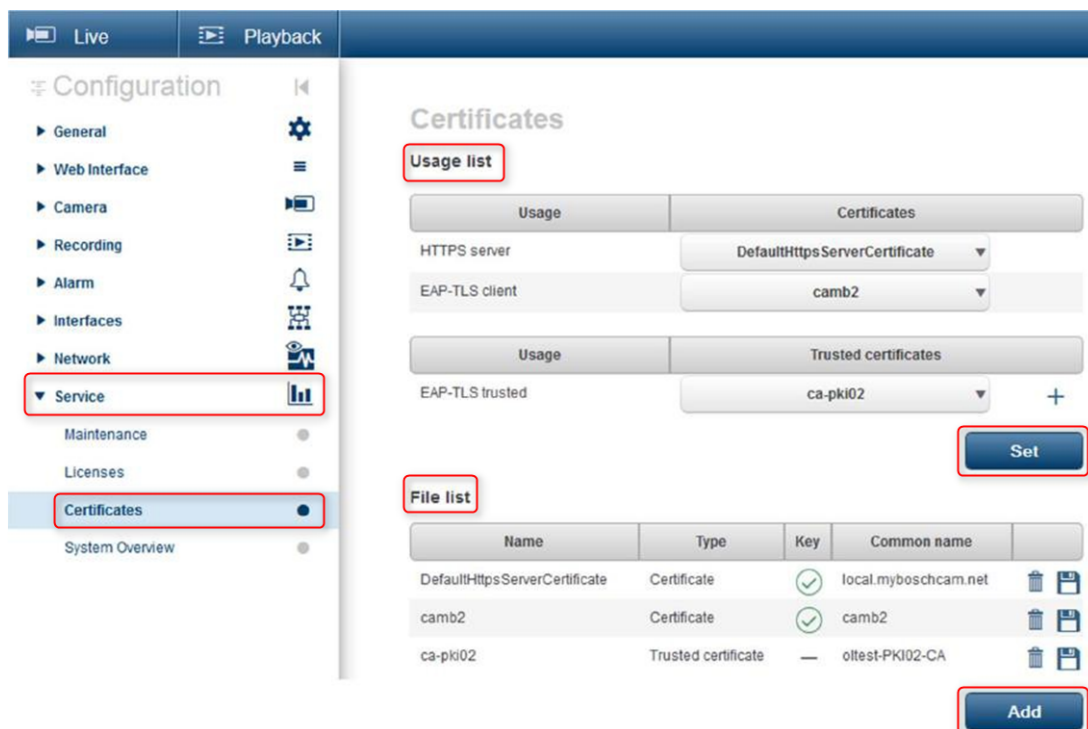 Live
Playback
Configuration
General
Web Interface
Camera
Recording
Alarm
Interfaces
Network
Service
Maintenance
Licenses
Certificates
System Overview
Certificates
Usage list
Usage Certificates
HTTPS server DefaultHttpsServerCertificate
EAP-TLS client camb2
Usage Trusted certificates
EAP-TLS trusted ca-pki02
Set
File list
Name Type Key Common name
DefaultHttpsServerCertificate Certificate local.myboschcam.net
camb2 Certificate camb2
ca-pki02 Trusted certificate — oltest-PKI02-CA
Add